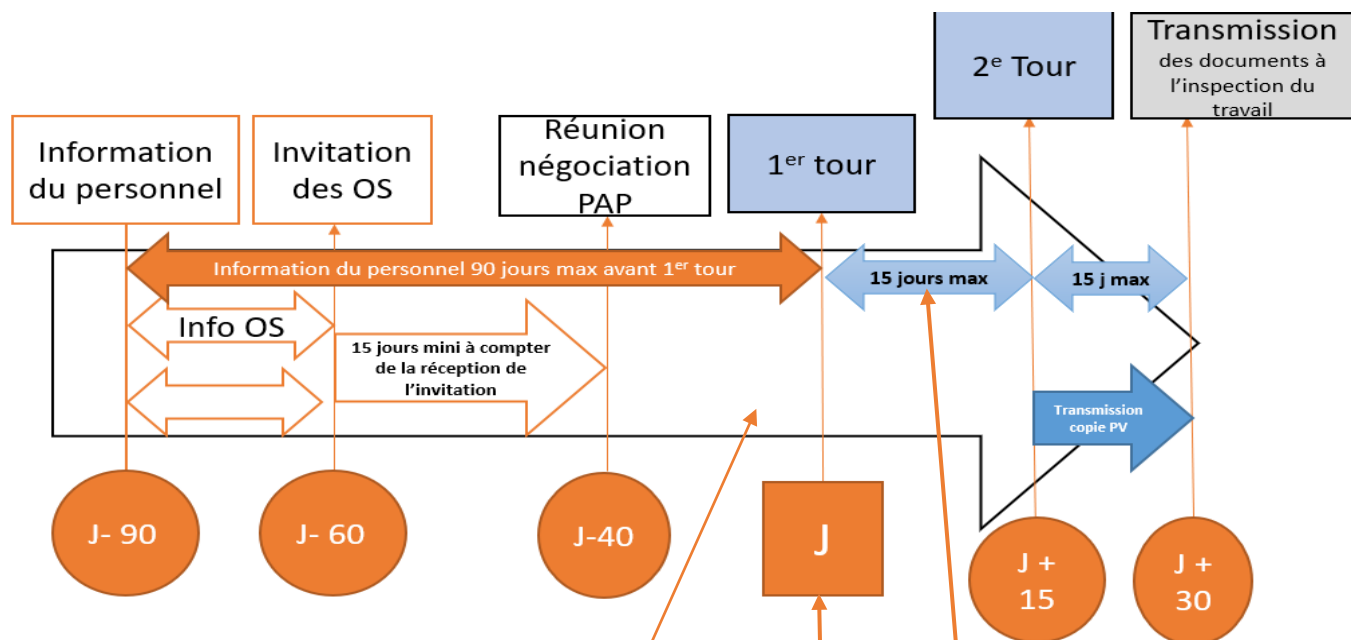 Transmission
des documents à
l'inspection du
travail
2e Tour
Réunion
négociation
PAP
Information
du personnel
Invitation
des OS
1er tour
Information du personnel 90 jours max avant 1er tour
15 jours max
15 j max
Info OS
15 jours mini à compter
de la réception de
l'invitation
Transmission
copie PV
J- 90
J- 60
J-40
J
J +
15
J +
30